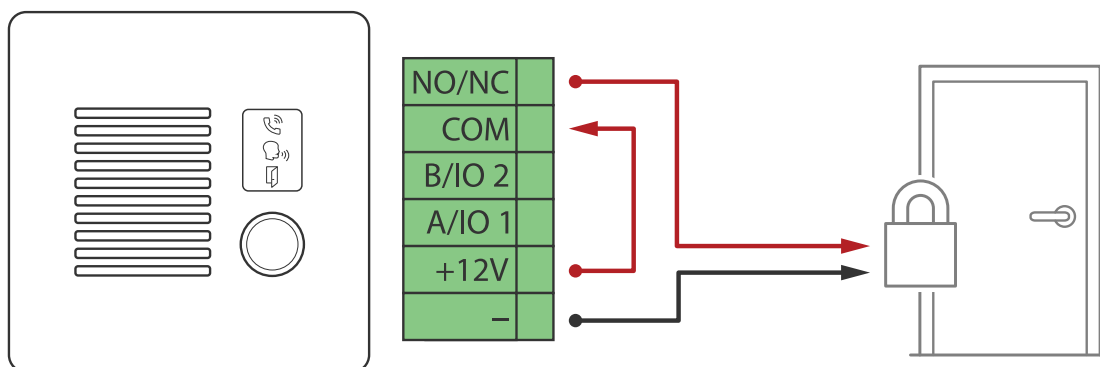 NO/NC
COM
B/IO 2
A/IO 1
+12V
–